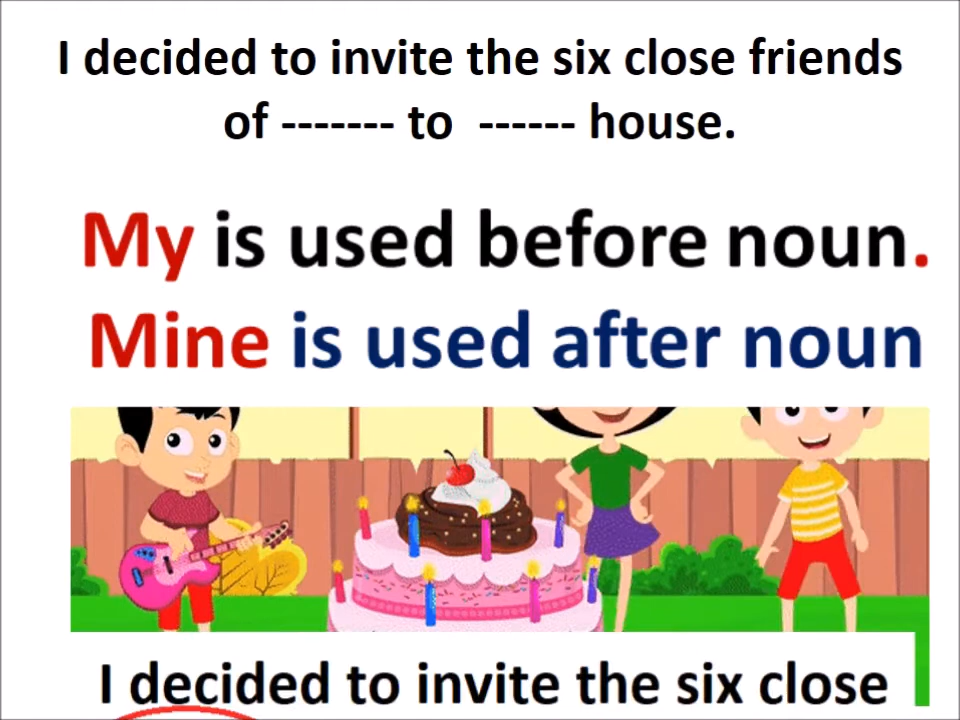 I decided to invite the six close friends
of ------- to ------ house.
My is used before noun.
Mine is used after noun
I decided to invite the six close